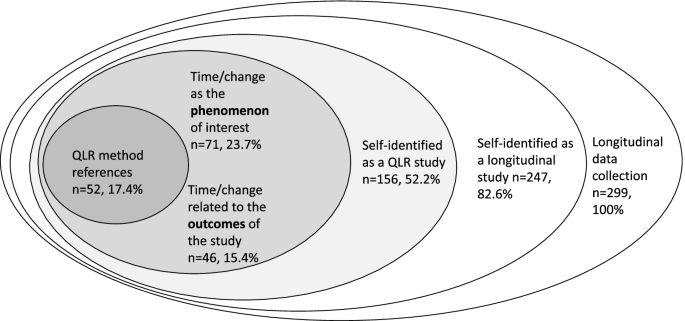 QLR method
references
n=52, 17.4%
Time/change
as the
phenomenon
of interest
n=71, 23.7%
Time/change
related to the
outcomes of
the study
n=46, 15.4%
Self-identified
as a QLR study
n=156, 52.2%
Self-identified as
a longitudinal
study n=247,
82.6%
Longitudinal
data
collection
n=299,
100%